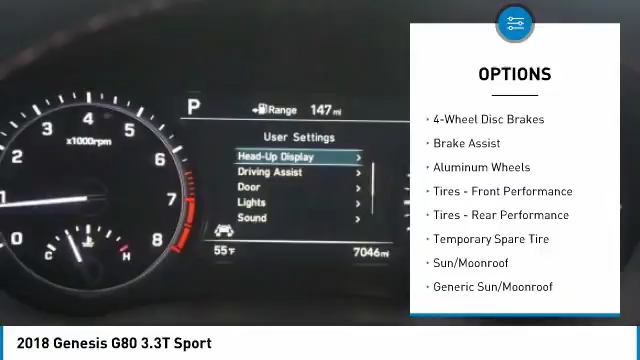 P
Range 147 mi
User Settings
Head-Up Display >
Driving Assist >
Door >
Lights >
Sound >
55°F
7046 mi
0
1
2
3
4
5
6
7
8
x1000rpm
C
H
OPTIONS
• 4-Wheel Disc Brakes
• Brake Assist
• Aluminum Wheels
• Tires - Front Performance
• Tires - Rear Performance
• Temporary Spare Tire
• Sun/Moonroof
• Generic Sun/Moonroof
2018 Genesis G80 3.3T Sport